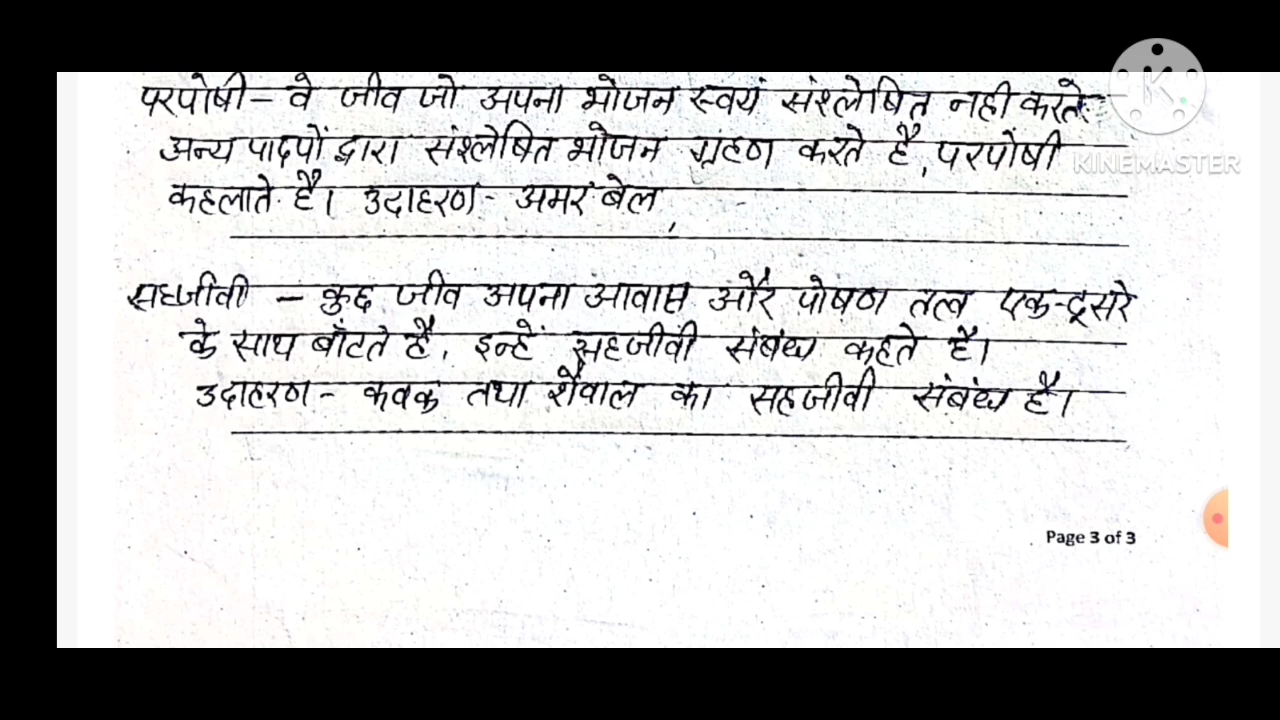 परपोषी – वे जीव जो अपना भोजन स्वयं संश्लेषित नही करते
अन्य पादपों द्वारा संश्लेषित भोजन ग्रहण करते है, परपोषी
कहलाते है। उदाहरण - अमर बेल,
सहजीवी – कुछ जीव अपना आवास और पोषण तत्व एक-दूसरे
के साथ बाँटते है, इन्हें सहजीवी संबंध कहते है।
उदाहरण - कवक तथा शैवाल का सहजीवी संबंध है।
Page 3 of 3
KINEMASTER